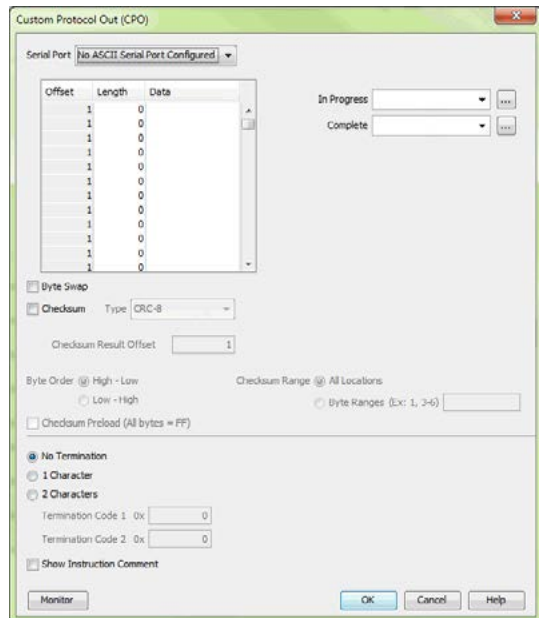 Custom Protocol Out (CPO)
Serial Port No ASCII Serial Port Configured
Offset Length Data
1 0
1 0
1 0
1 0
1 0
1 0
1 0
1 0
1 0
1 0
1 0
1 0
In Progress ...
Complete ...
Byte Swap
Checksum Type CRC-8
Checksum Result Offset 1
Byte Order High - Low Checksum Range All Locations
Low - High Byte Ranges (Ex: 1, 3-6)
Checksum Preload (All bytes = FF)
No Termination
1 Character
2 Characters
Termination Code 1 0x 0
Termination Code 2 0x 0
Show Instruction Comment
Monitor OK Cancel Help